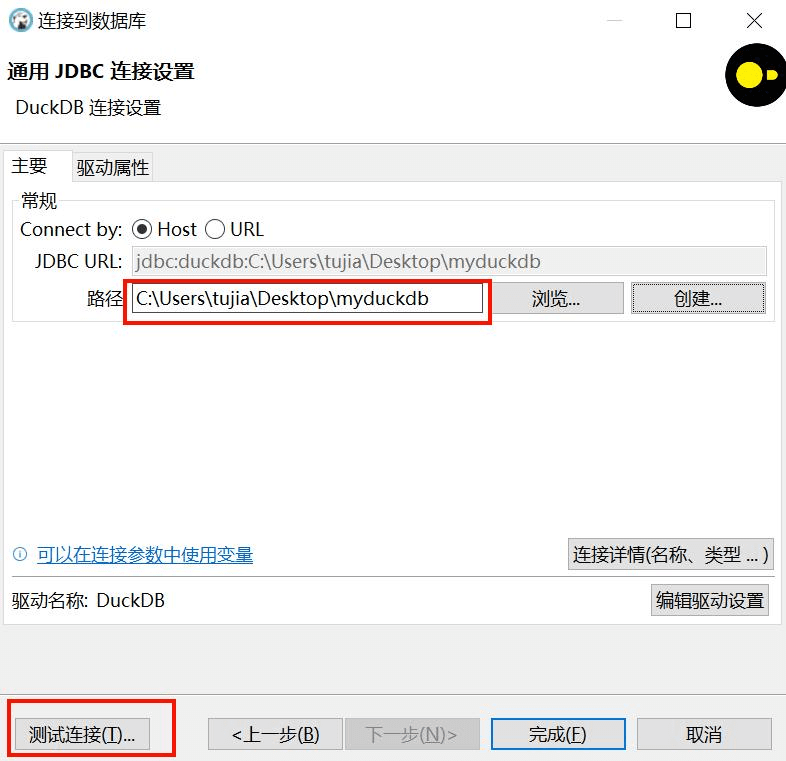 连接到数据库
通用 JDBC 连接设置
DuckDB 连接设置
主要 驱动属性
常规
Connect by: Host URL
JDBC URL: jdbc:duckdb:C:\Users\tujia\Desktop\myduckdb
路径 C:\Users\tujia\Desktop\myduckdb 浏览... 创建...
可以在连接参数中使用变量 连接详情(名称、类型 ... )
驱动名称: DuckDB 编辑驱动设置
测试连接(T)... <上一步(B) 下一步(N)> 完成(F) 取消